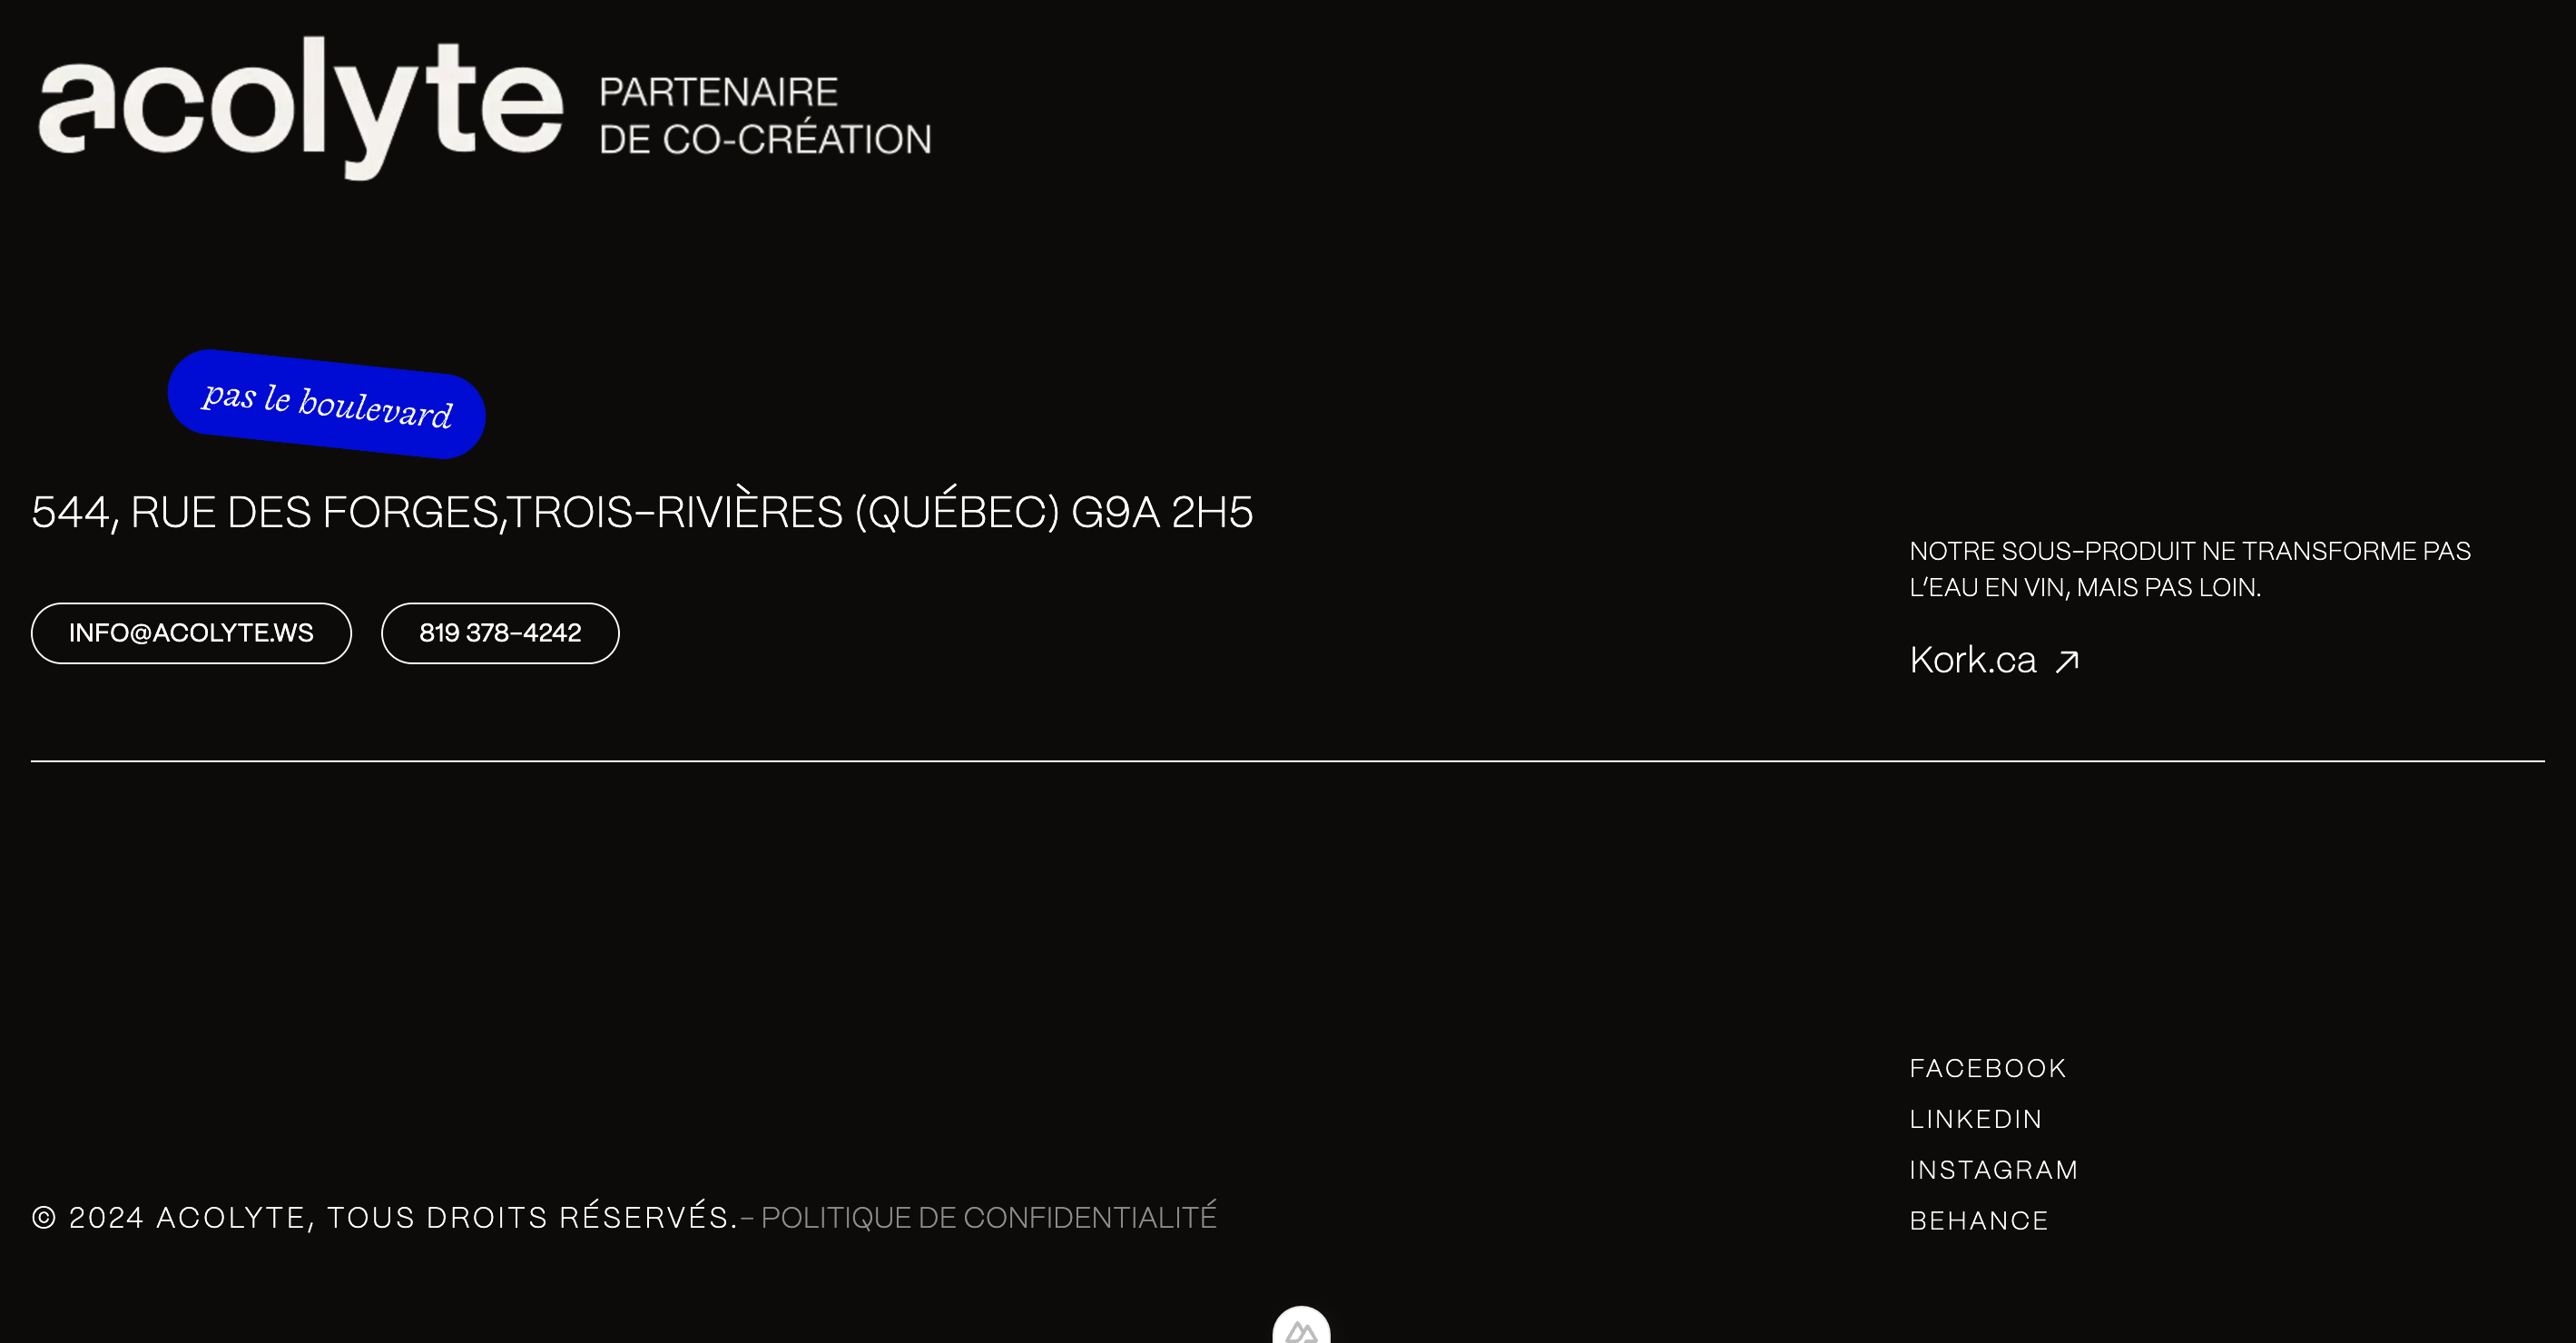 acolyte
PARTENAIRE
DE CO-CRÉATION
pas le boulevard
544, RUE DES FORGES,TROIS-RIVIÈRES (QUÉBEC) G9A 2H5
INFO@ACOLYTE.WS
819 378-4242
NOTRE SOUS-PRODUIT NE TRANSFORME PAS
L'EAU EN VIN, MAIS PAS LOIN.
Kork.ca ↗
© 2024 ACOLYTE, TOUS DROITS RÉSERVÉS.- POLITIQUE DE CONFIDENTIALITÉ
FACEBOOK
LINKEDIN
INSTAGRAM
BEHANCE